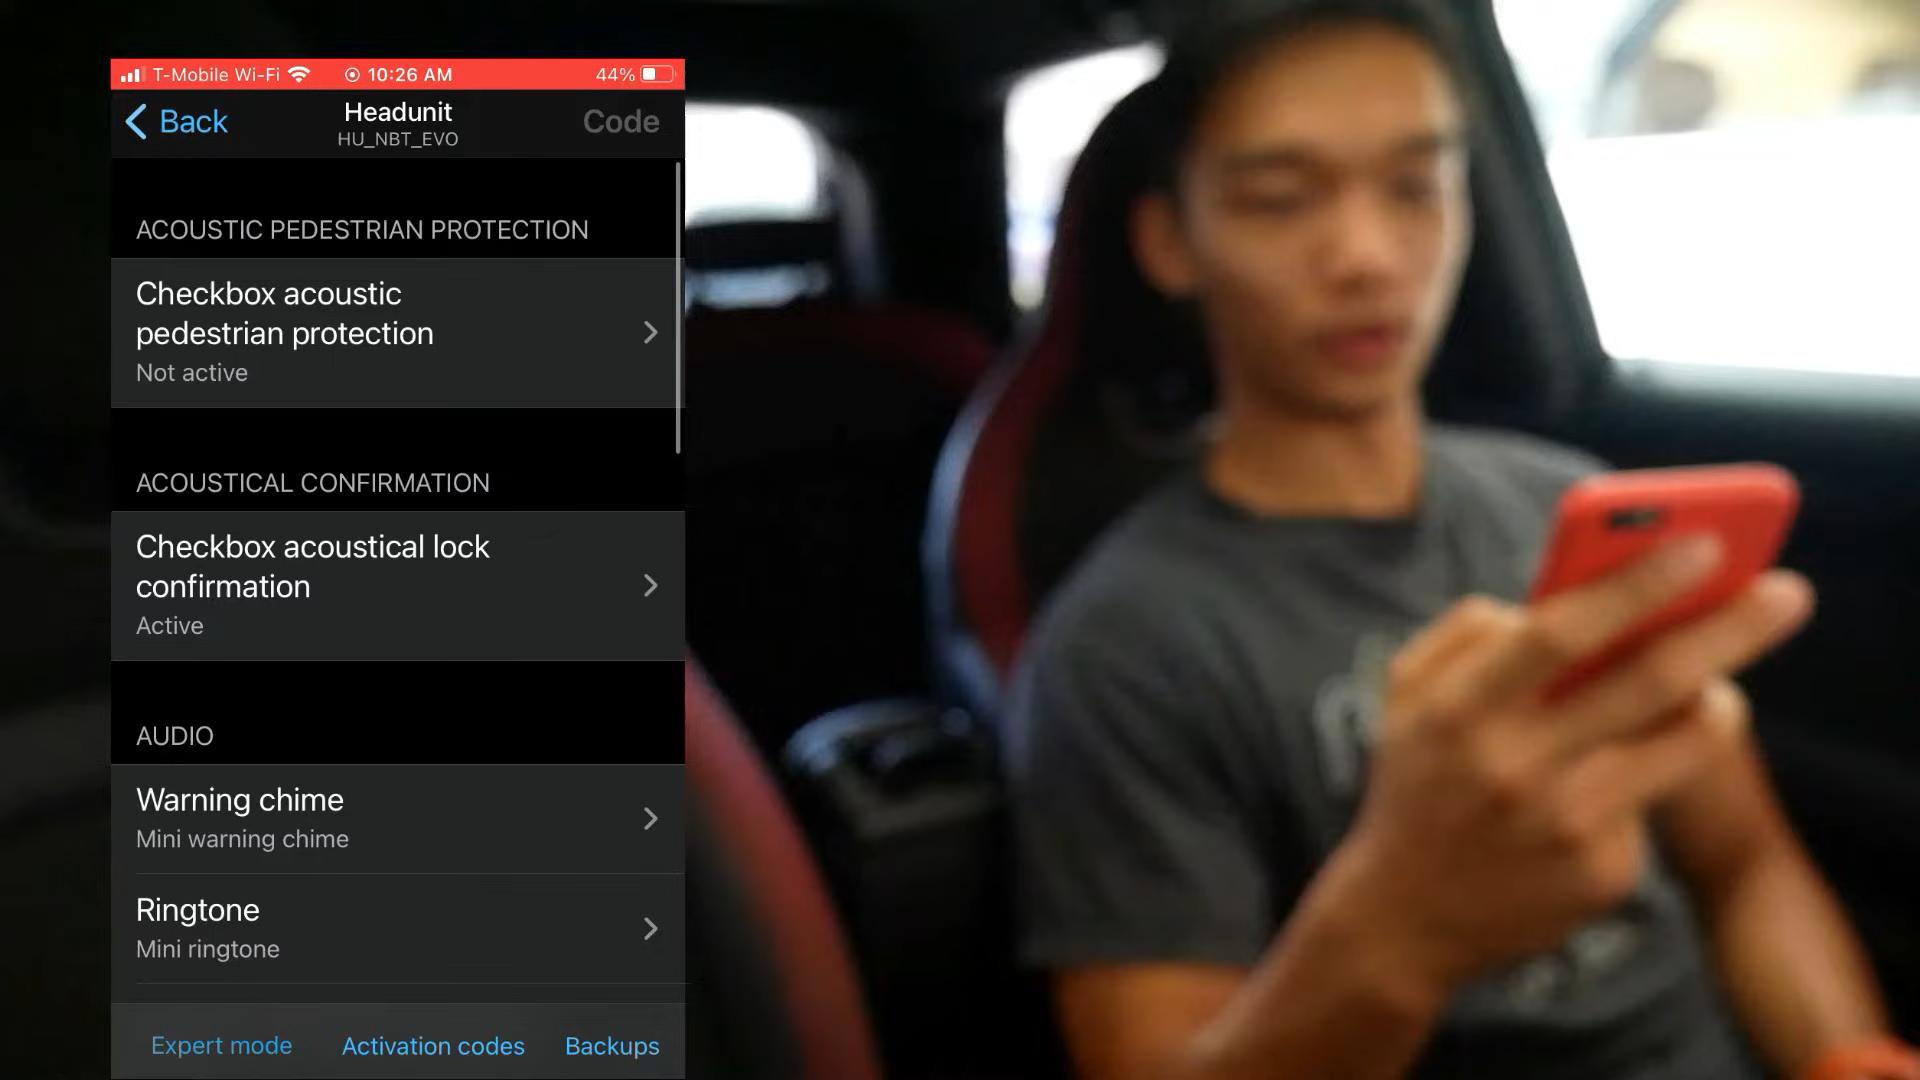 T-Mobile Wi-Fi 10:26 AM 44%
Back Headunit Code
HU_NBT_EVO
ACOUSTIC PEDESTRIAN PROTECTION
Checkbox acoustic
pedestrian protection
Not active
ACOUSTICAL CONFIRMATION
Checkbox acoustical lock
confirmation
Active
AUDIO
Warning chime
Mini warning chime
Ringtone
Mini ringtone
Expert mode Activation codes Backups